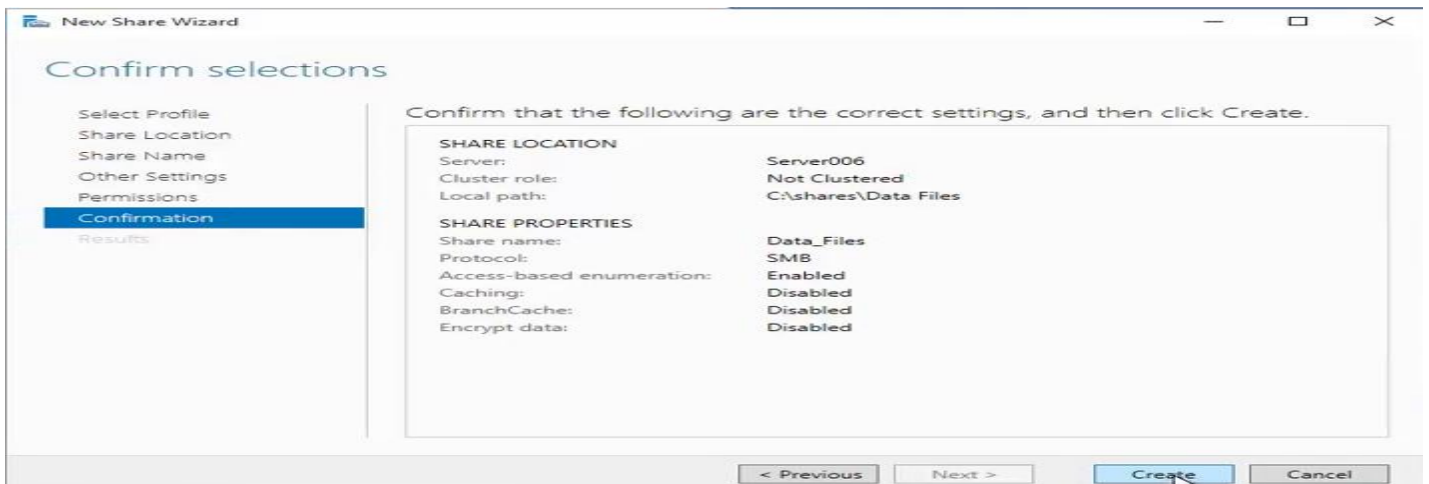 New Share Wizard
Confirm selections
Select Profile
Share Location
Share Name
Other Settings
Permissions
Confirmation
Results
Confirm that the following are the correct settings, and then click Create.
SHARE LOCATION
Server: Server006
Cluster role: Not Clustered
Local path: C:\shares\Data Files
SHARE PROPERTIES
Share name: Data_Files
Protocol: SMB
Access-based enumeration: Enabled
Caching: Disabled
BranchCache: Disabled
Encrypt data: Disabled
< Previous Next > Create Cancel